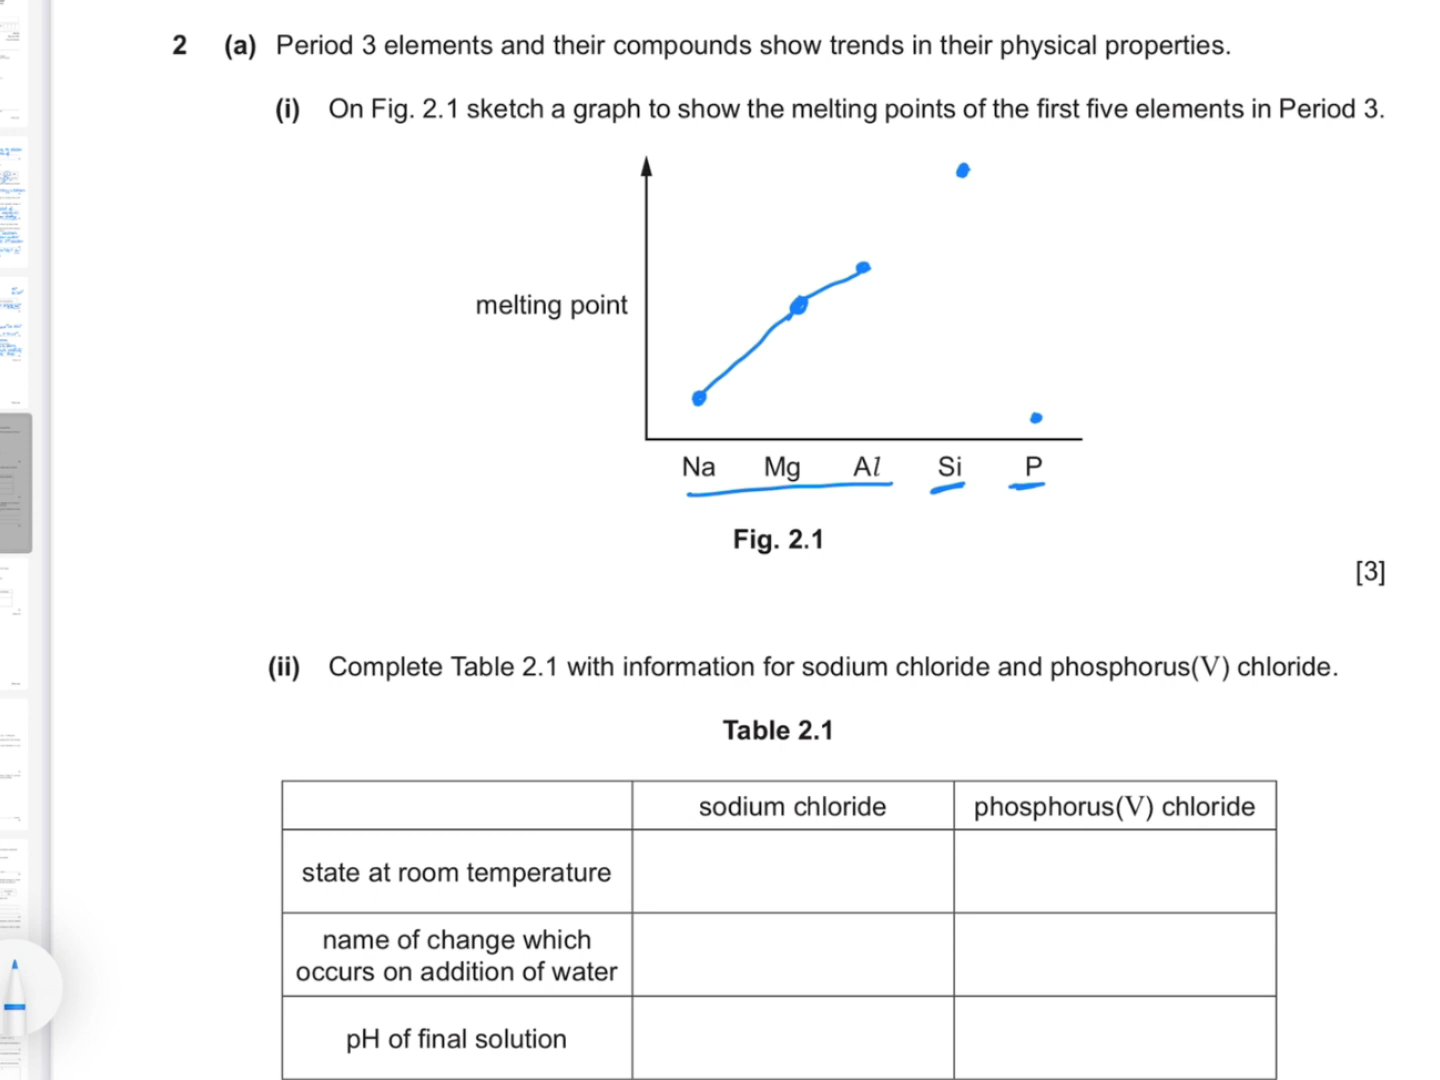 2 (a) Period 3 elements and their compounds show trends in their physical properties.
(i) On Fig. 2.1 sketch a graph to show the melting points of the first five elements in Period 3.
melting point
Na Mg Al Si P
Fig. 2.1
[3]
(ii) Complete Table 2.1 with information for sodium chloride and phosphorus(V) chloride.
Table 2.1
sodium chloride phosphorus(V) chloride
state at room temperature
name of change which
occurs on addition of water
pH of final solution